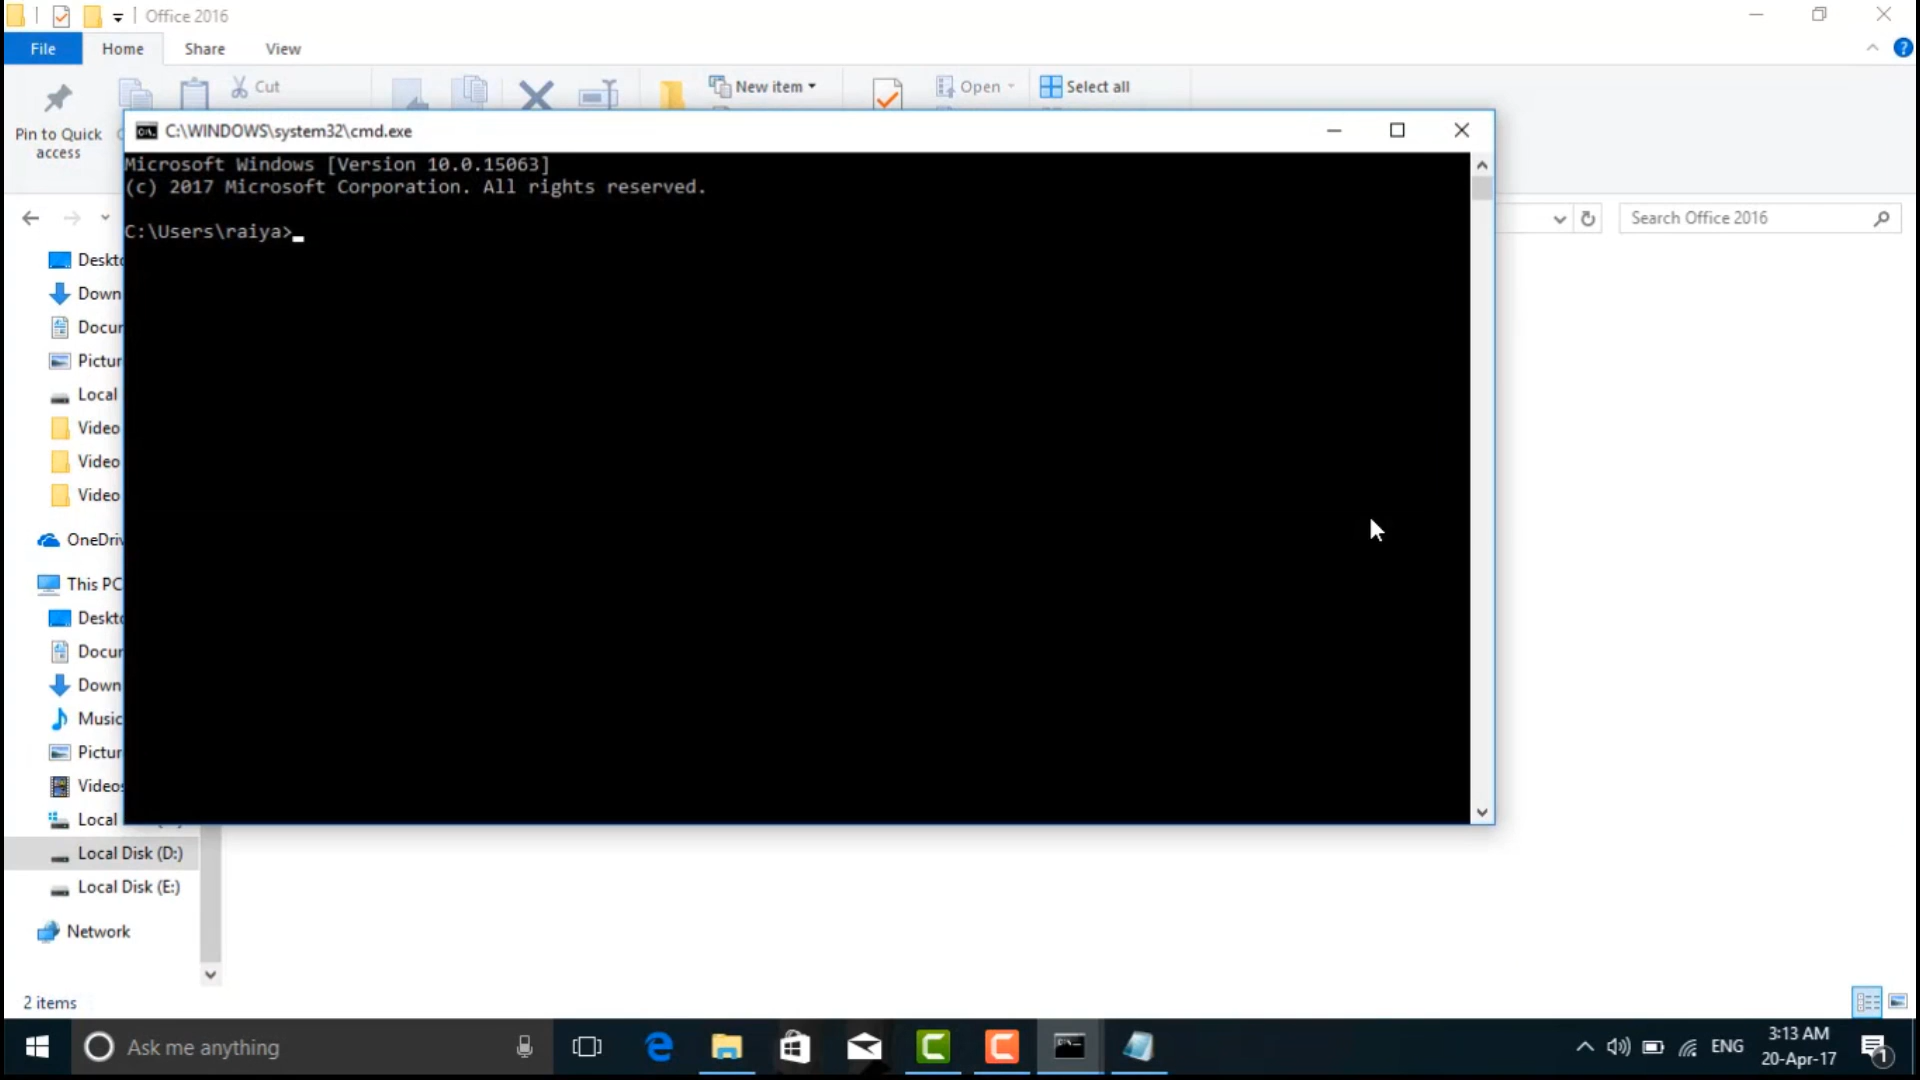 Office 2016
File
Home
Share
View
Cut
New item
Open
Select all
Pin to Quick access
C:\WINDOWS\system32\cmd.exe
Microsoft Windows [Version 10.0.15063]
(c) 2017 Microsoft Corporation. All rights reserved.
C:\Users\raiya>
Search Office 2016
Deskto
Down
Docur
Pictur
Local
Video
Video
Video
OneDriv
This PC
Deskto
Docur
Down
Music
Pictur
Videos
Local
Local Disk (D:)
Local Disk (E:)
Network
2 items
Ask me anything
ENG
3:13 AM
20-Apr-17
1